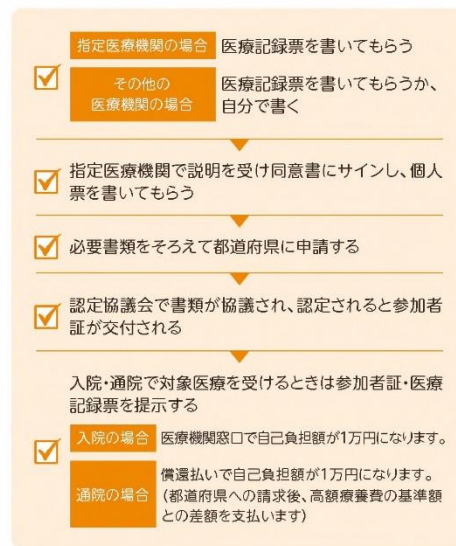 指定医療機関の場合 医療記録票を書いてもらう
その他の
医療機関の場合
医療記録票を書いてもらうか、
自分で書く
指定医療機関で説明を受け同意書にサインし、個人
票を書いてもらう
必要書類をそろえて都道府県に申請する
認定協議会で書類が協議され、認定されると参加者
証が交付される
入院・通院で対象医療を受けるときは参加者証・医療
記録票を提示する
入院の場合 医療機関窓口で自己負担額が1万円になります。
通院の場合
償還払いで自己負担額が1万円になります。
(都道府県への請求後、高額療養費の基準額
との差額を支払います)